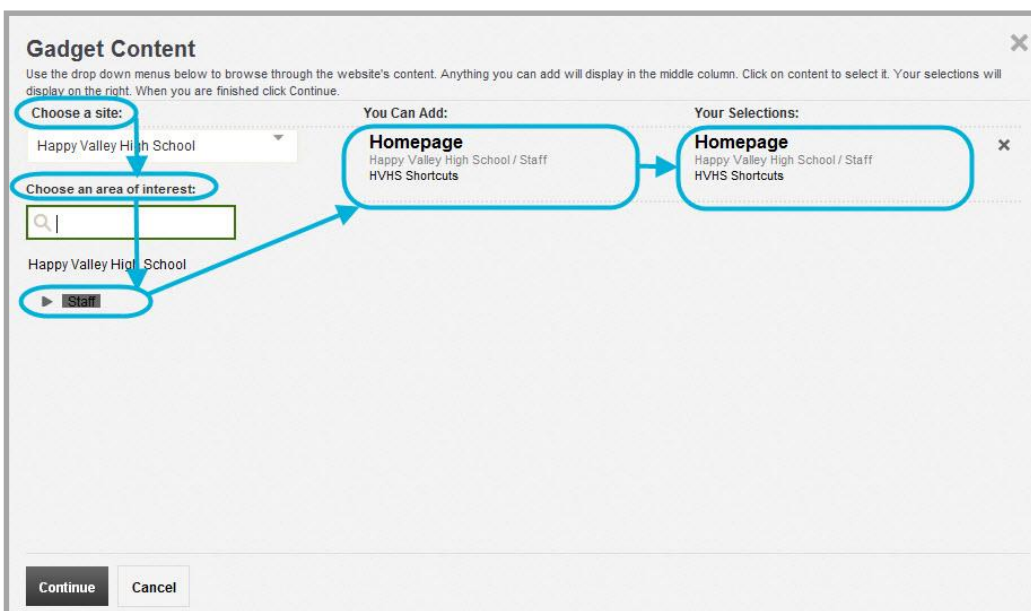 Gadget Content
Use the drop down menus below to browse through the website's content. Anything you can add will display in the middle column. Click on content to select it. Your selections will
display on the right. When you are finished click Continue.
Choose a site:
Happy Valley High School
Choose an area of interest:
Happy Valley High School
Staff
You Can Add:
Homepage
Happy Valley High School / Staff
HVHS Shortcuts
Your Selections:
Homepage
Happy Valley High School / Staff
HVHS Shortcuts
Continue
Cancel